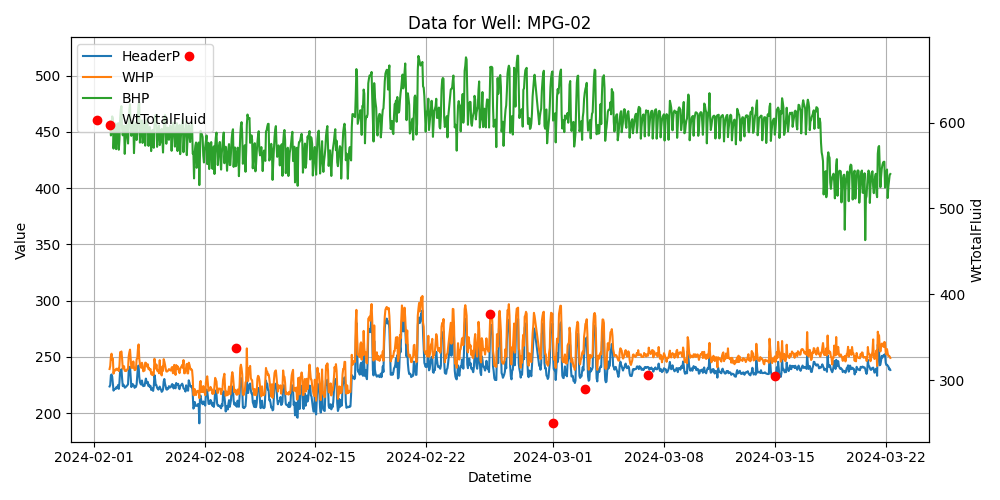 Data for Well: MPG-02
HeaderP
WHP
BHP
WtTotalFluid
500
450
400
350
300
250
200
Value
600
500
400
300
WtTotalFluid
2024-02-01
2024-02-08
2024-02-15
2024-02-22
2024-03-01
2024-03-08
2024-03-15
2024-03-22
Datetime